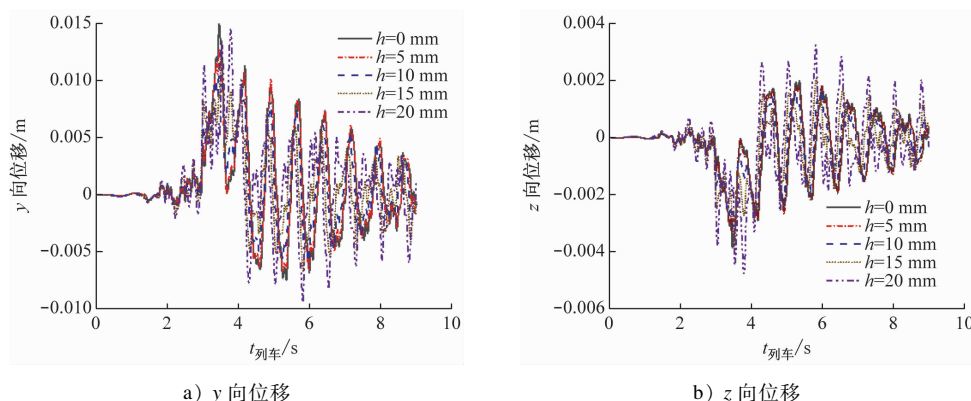 0.015
0.010
0.005
0
−0.005
−0.010
y 向位移/m
h=0 mm
h=5 mm
h=10 mm
h=15 mm
h=20 mm
0 2 4 6 8 10
t列车/s
a) y 向位移
0.004
0.002
0
−0.002
−0.004
−0.006
z 向位移/m
h=0 mm
h=5 mm
h=10 mm
h=15 mm
h=20 mm
0 2 4 6 8 10
t列车/s
b) z 向位移